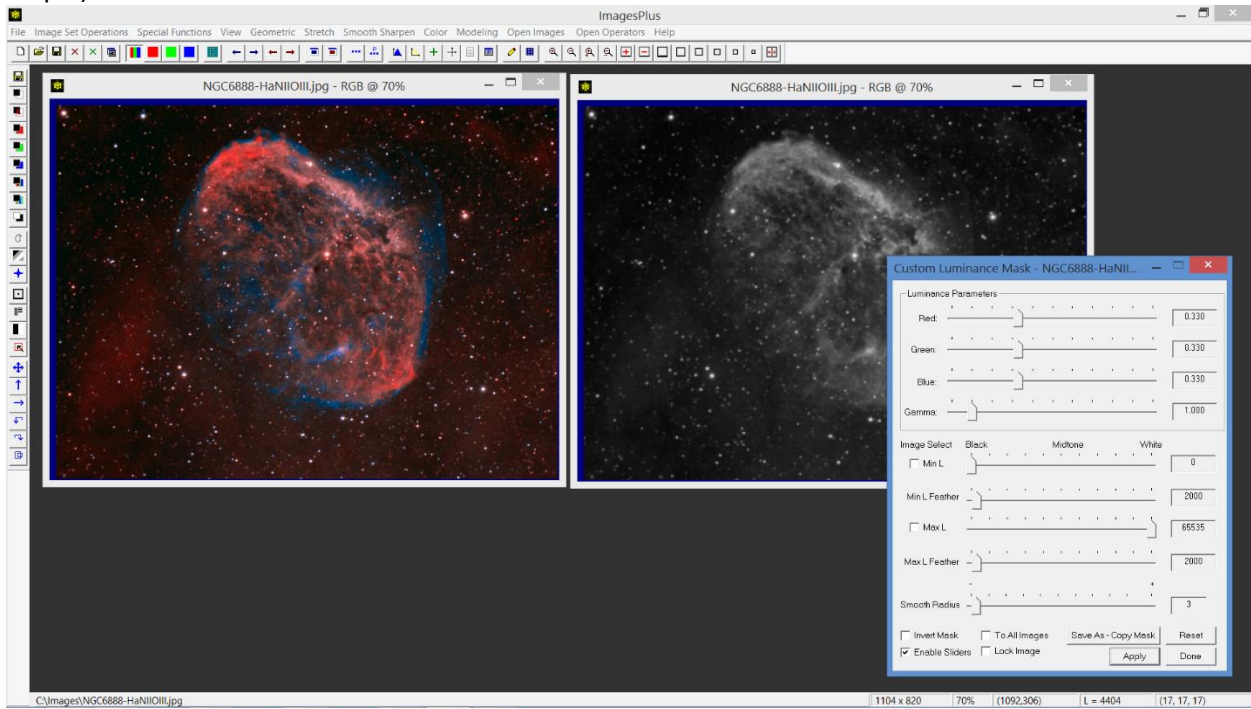 ImagesPlus
File Image Set Operations Special Functions View Geometric Stretch Smooth Sharpen Color Modeling Open Images Open Operators Help
NGC6888-HaNIIOIII.jpg - RGB @ 70%
NGC6888-HaNIIOIII.jpg - RGB @ 70%
Custom Luminance Mask - NGC6888-HaNII...
Luminance Parameters
Red: 0.330
Green: 0.330
Blue: 0.330
Gamma: 1.000
Image Select Black Midtone White
Min L 0
Min L Feather 2000
Max L 65535
Max L Feather 2000
- +
Smooth Radius 3
Invert Mask To All Images Save As - Copy Mask Reset
Enable Sliders Lock Image Apply Done
C:\Images\NGC6888-HaNIIOIII.jpg 1104 x 820 70% (1092,306) L = 4404 (17, 17, 17)